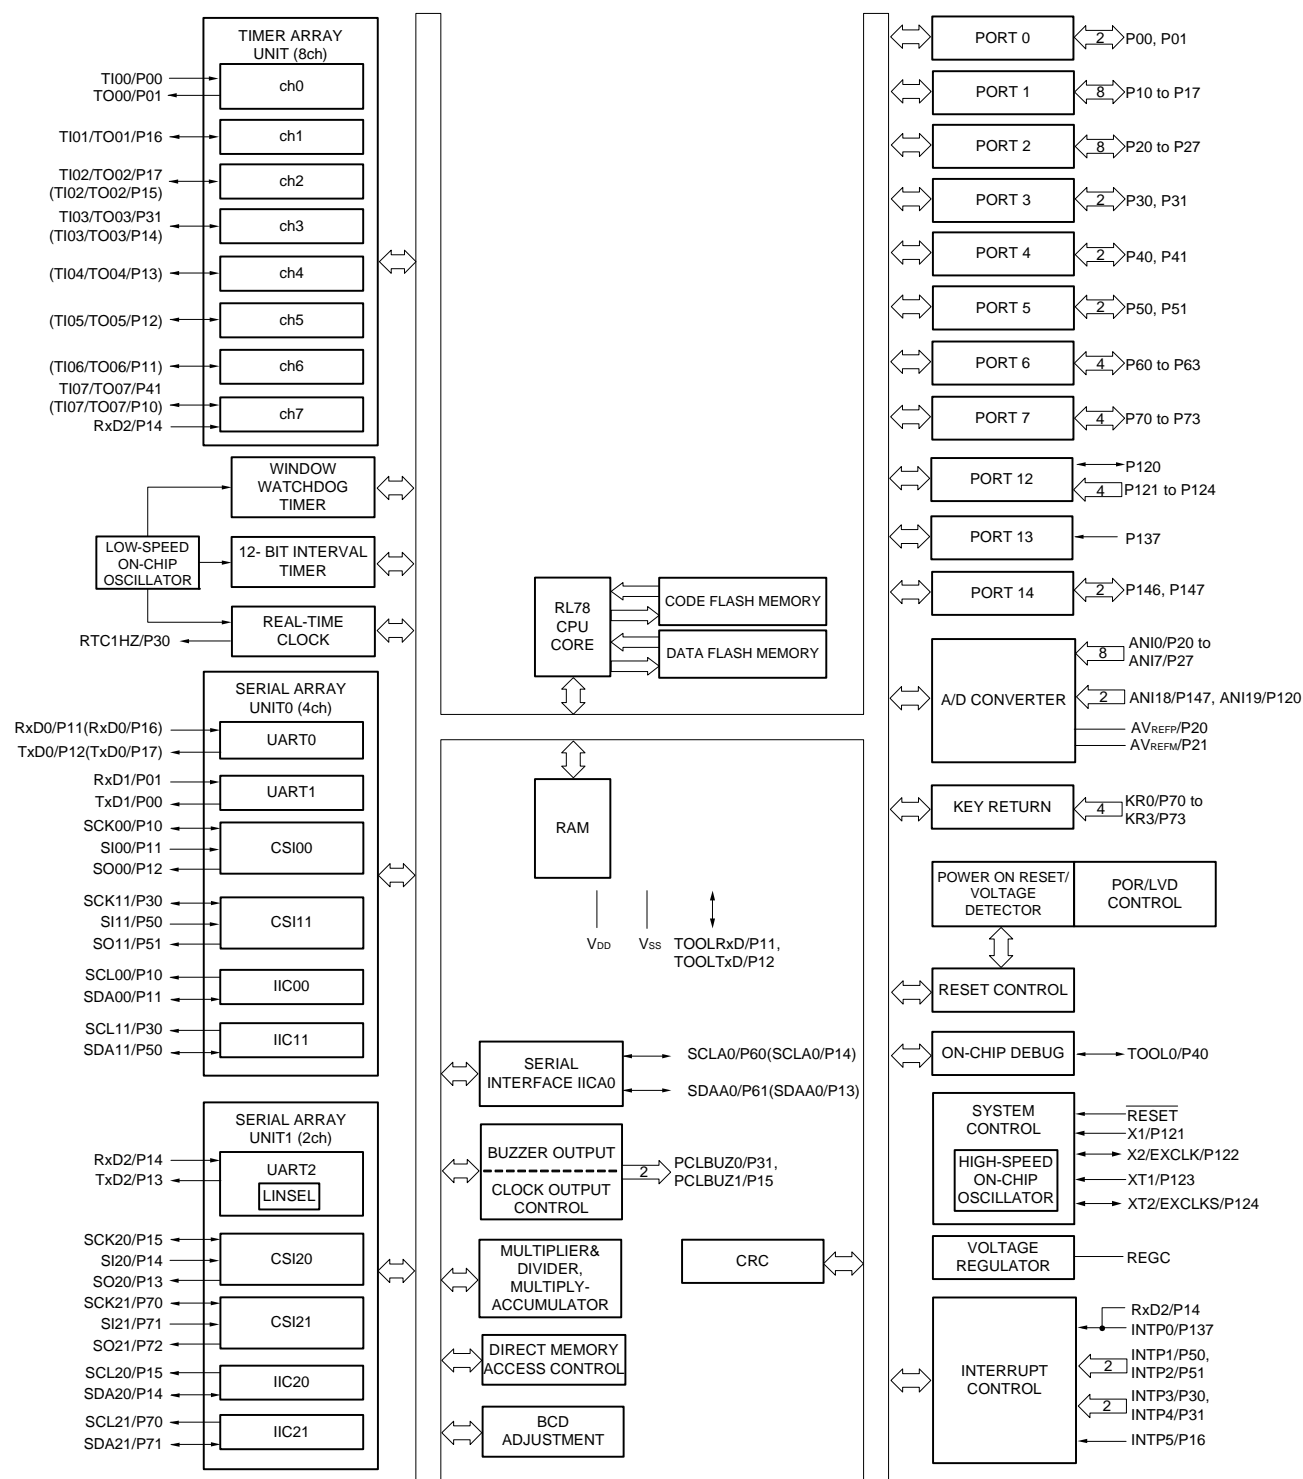 TIMER ARRAY
UNIT (8ch)
TI00/P00
TO00/P01
ch0
TI01/TO01/P16
ch1
TI02/TO02/P17
(TI02/TO02/P15)
ch2
TI03/TO03/P31
(TI03/TO03/P14)
ch3
(TI04/TO04/P13)
ch4
(TI05/TO05/P12)
ch5
(TI06/TO06/P11)
ch6
TI07/TO07/P41
(TI07/TO07/P10)
RxD2/P14
ch7
WINDOW
WATCHDOG
TIMER
LOW-SPEED
ON-CHIP
OSCILLATOR
12- BIT INTERVAL
TIMER
REAL-TIME
CLOCK
RTC1HZ/P30
SERIAL ARRAY
UNIT0 (4ch)
RxD0/P11(RxD0/P16)
TxD0/P12(TxD0/P17)
UART0
RxD1/P01
TxD1/P00
UART1
SCK00/P10
SI00/P11
SO00/P12
CSI00
SCK11/P30
SI11/P50
SO11/P51
CSI11
SCL00/P10
SDA00/P11
IIC00
SCL11/P30
SDA11/P50
IIC11
SERIAL ARRAY
UNIT1 (2ch)
RxD2/P14
TxD2/P13
UART2
LINSEL
SCK20/P15
SI20/P14
SO20/P13
CSI20
SCK21/P70
SI21/P71
SO21/P72
CSI21
SCL20/P15
SDA20/P14
IIC20
SCL21/P70
SDA21/P71
IIC21
RL78
CPU
CORE
CODE FLASH MEMORY
DATA FLASH MEMORY
RAM
VDD
VSS
TOOLRxD/P11,
TOOLTxD/P12
SERIAL
INTERFACE IICA0
SCLA0/P60(SCLA0/P14)
SDAA0/P61(SDAA0/P13)
BUZZER OUTPUT
CLOCK OUTPUT
CONTROL
2
PCLBUZ0/P31,
PCLBUZ1/P15
MULTIPLIER&
DIVIDER,
MULTIPLY-
ACCUMULATOR
CRC
DIRECT MEMORY
ACCESS CONTROL
BCD
ADJUSTMENT
PORT 0
2
P00, P01
PORT 1
8
P10 to P17
PORT 2
8
P20 to P27
PORT 3
2
P30, P31
PORT 4
2
P40, P41
PORT 5
2
P50, P51
PORT 6
4
P60 to P63
PORT 7
4
P70 to P73
PORT 12
P120
4
P121 to P124
PORT 13
P137
PORT 14
2
P146, P147
A/D CONVERTER
8
ANI0/P20 to
ANI7/P27
2
ANI18/P147, ANI19/P120
AVREFP/P20
AVREFM/P21
KEY RETURN
4
KR0/P70 to
KR3/P73
POWER ON RESET/
VOLTAGE
DETECTOR
POR/LVD
CONTROL
RESET CONTROL
ON-CHIP DEBUG
TOOL0/P40
SYSTEM
CONTROL
HIGH-SPEED
ON-CHIP
OSCILLATOR
RESET
X1/P121
X2/EXCLK/P122
XT1/P123
XT2/EXCLKS/P124
VOLTAGE
REGULATOR
REGC
INTERRUPT
CONTROL
RxD2/P14
INTP0/P137
2
INTP1/P50,
INTP2/P51
2
INTP3/P30,
INTP4/P31
INTP5/P16